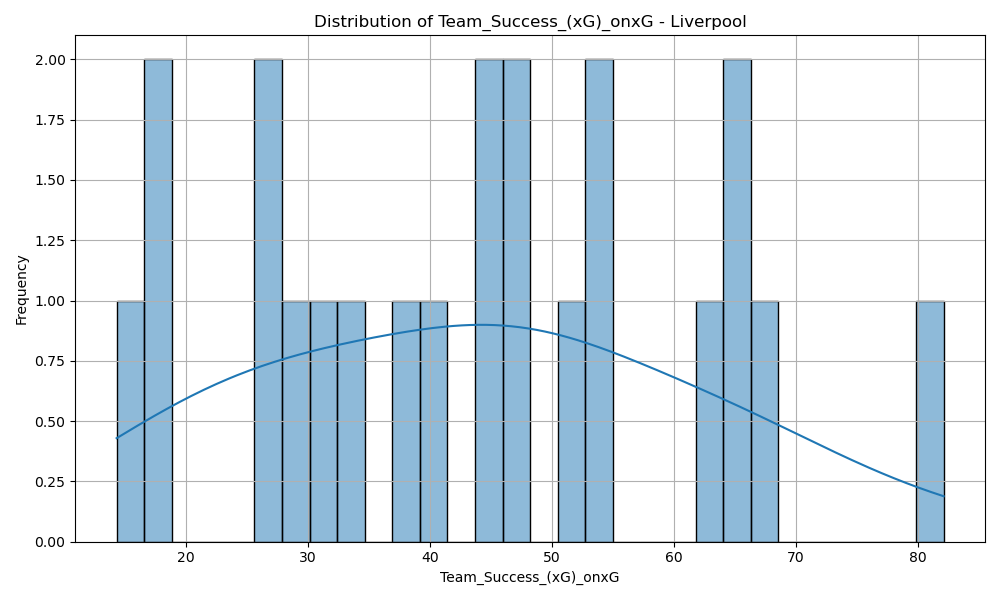 Distribution of Team_Success_(xG)_onxG - Liverpool
2.00
1.75
1.50
1.25
1.00
0.75
0.50
0.25
0.00
Frequency
20 30 40 50 60 70 80
Team_Success_(xG)_onxG